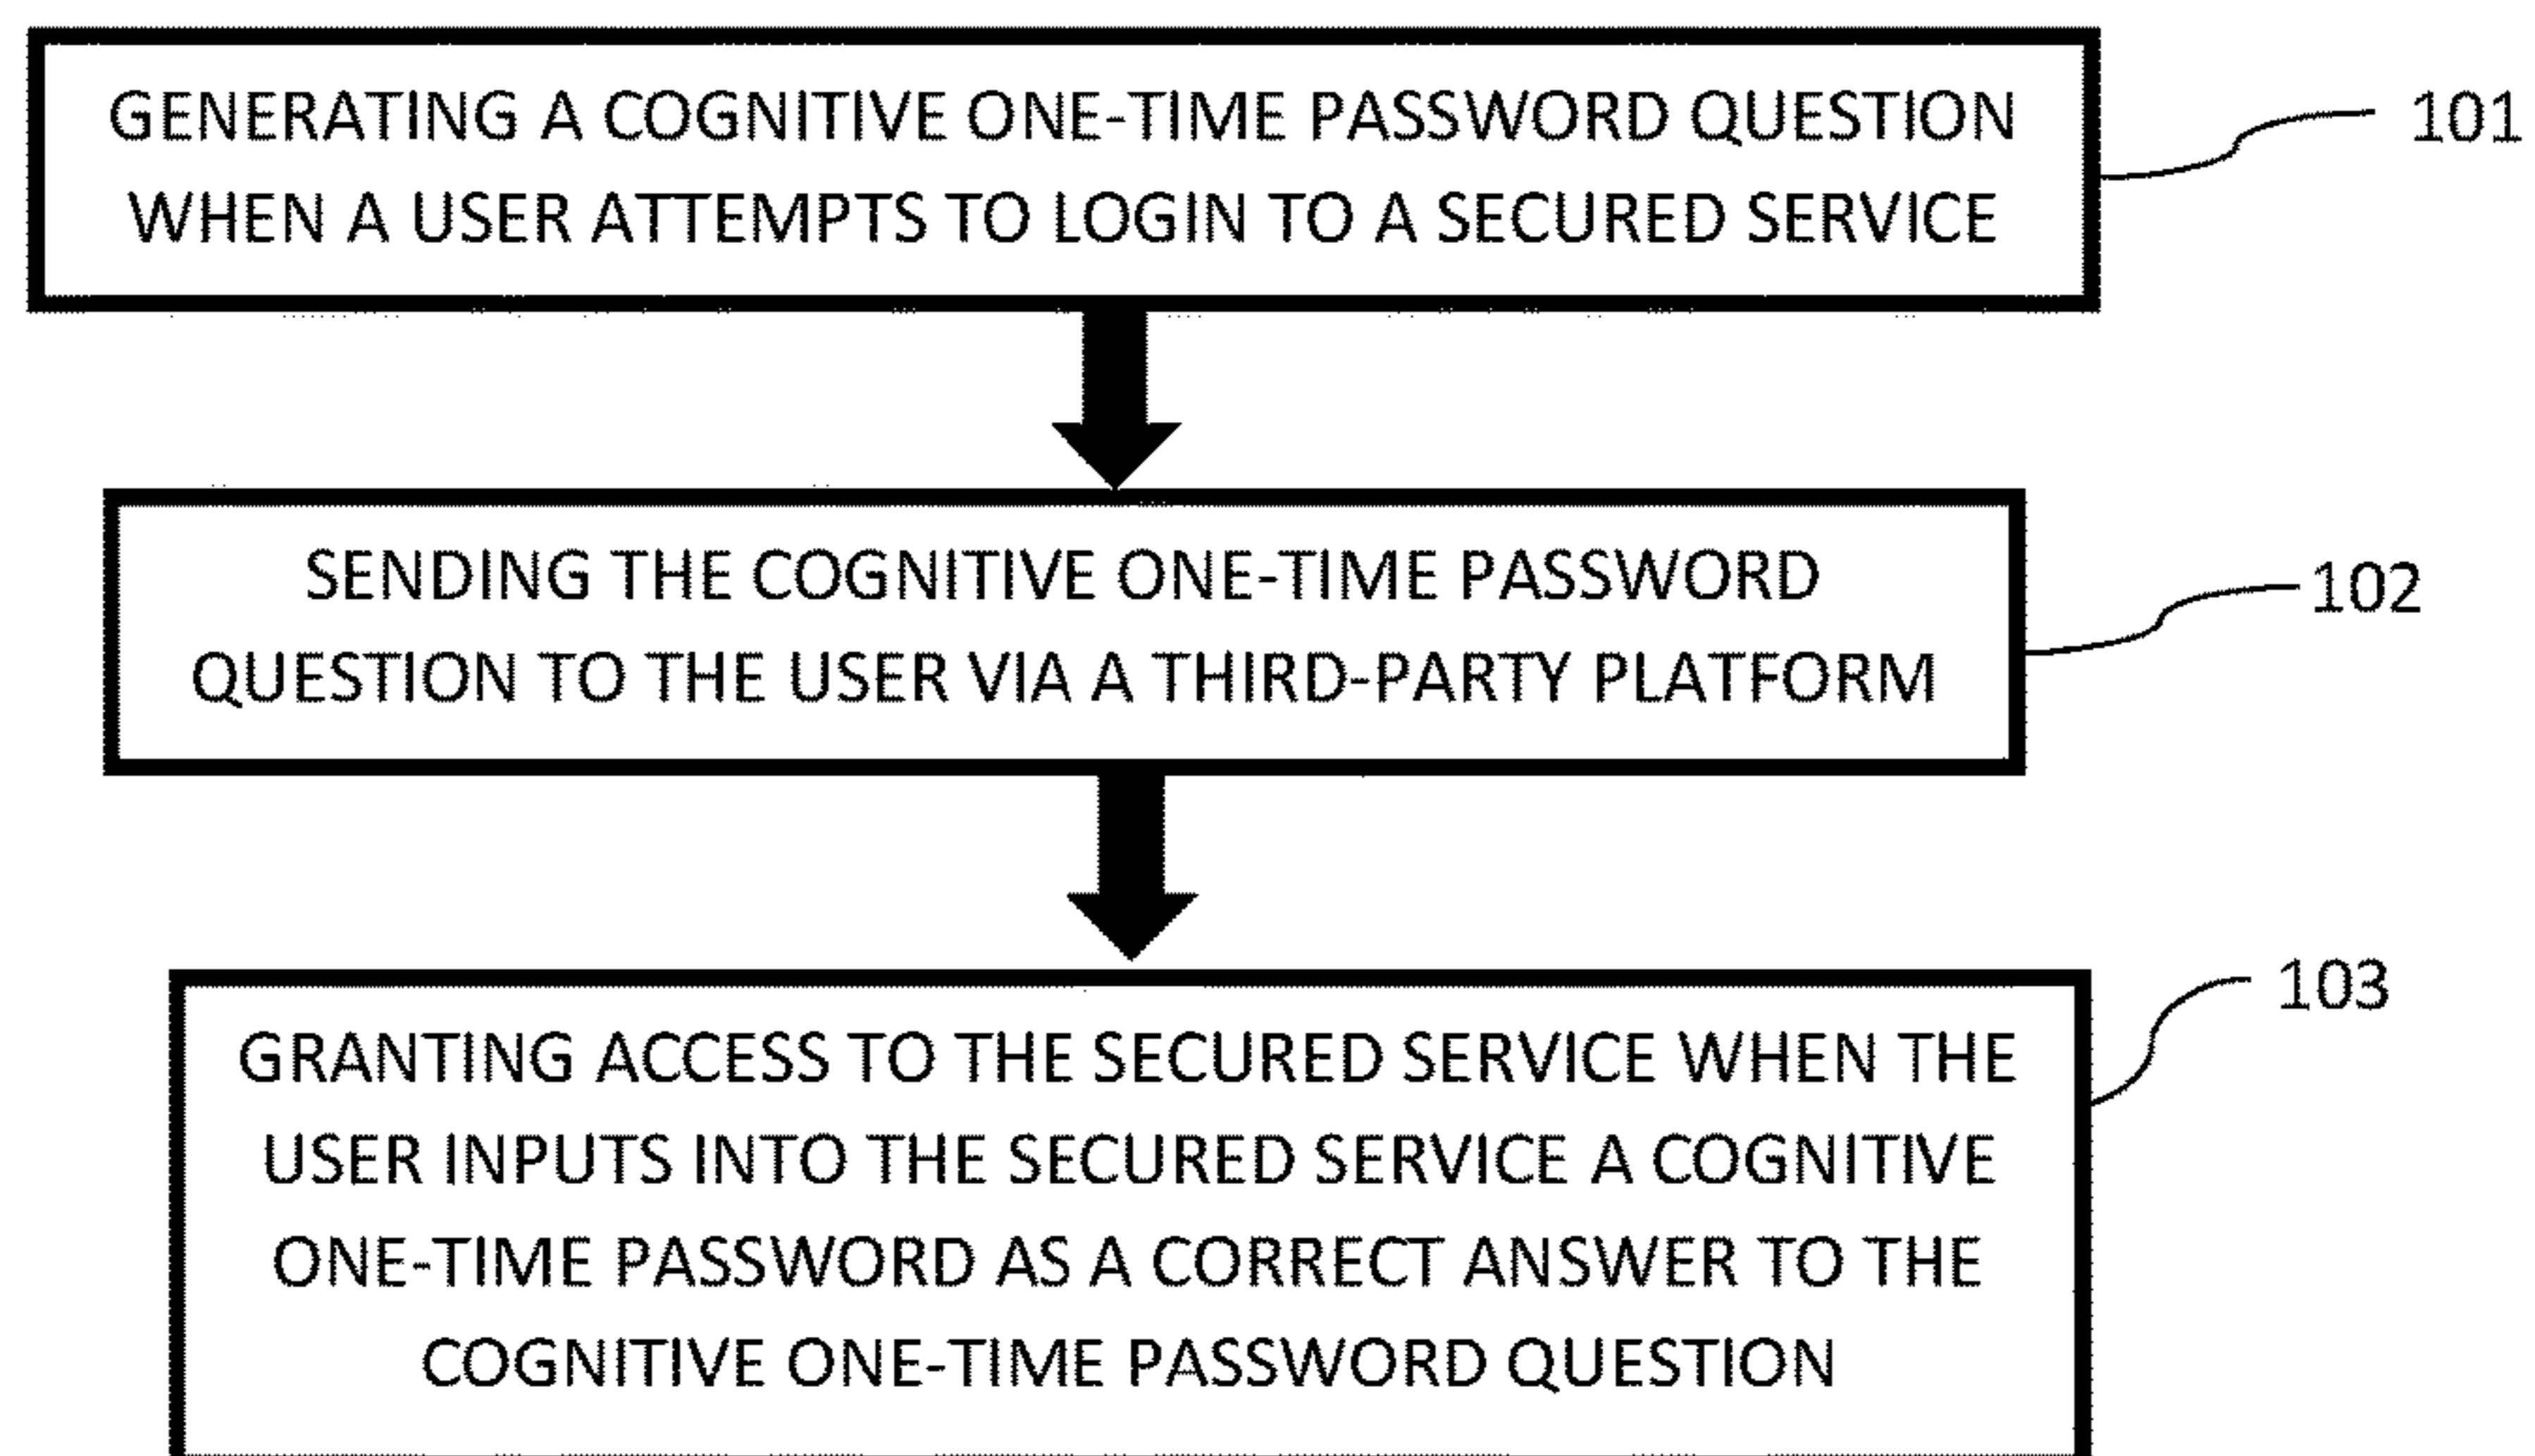 GENERATING A COGNITIVE ONE-TIME PASSWORD QUESTION
WHEN A USER ATTEMPTS TO LOGIN TO A SECURED SERVICE
101
SENDING THE COGNITIVE ONE-TIME PASSWORD
QUESTION TO THE USER VIA A THIRD-PARTY PLATFORM
102
GRANTING ACCESS TO THE SECURED SERVICE WHEN THE
USER INPUTS INTO THE SECURED SERVICE A COGNITIVE
ONE-TIME PASSWORD AS A CORRECT ANSWER TO THE
COGNITIVE ONE-TIME PASSWORD QUESTION
103